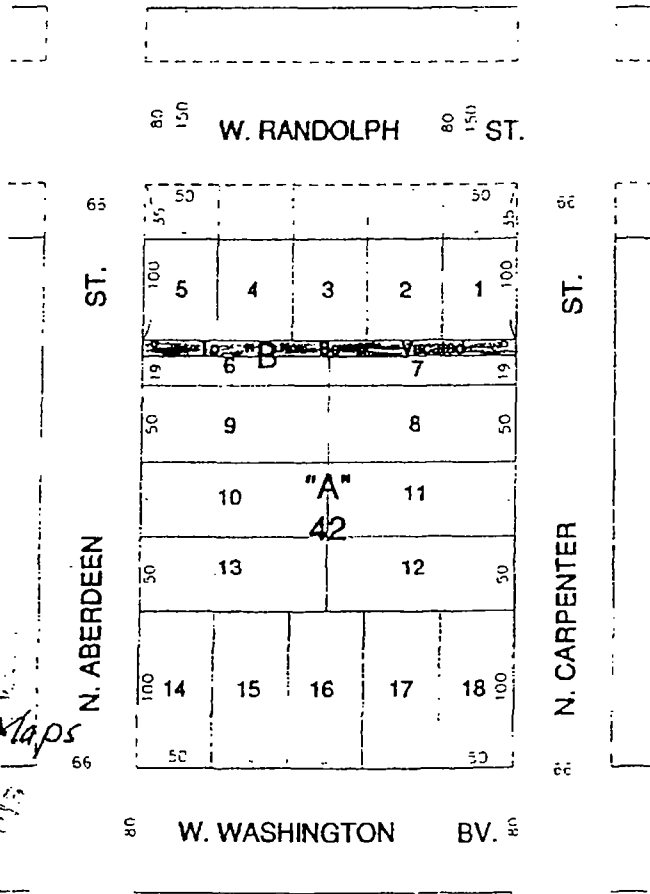 80 150 W. RANDOLPH 80 150 ST.
66 50 50 66
35 35
ST. 100 5 4 3 2 1 100 ST.
"B" Vacated
19 6 7 19
50 9 8 50
10 "A" 11
42
N. ABERDEEN 50 13 12 50 N. CARPENTER
100 14 15 16 17 18 100
Maps
66 50 50 66
80 W. WASHINGTON BV. 80